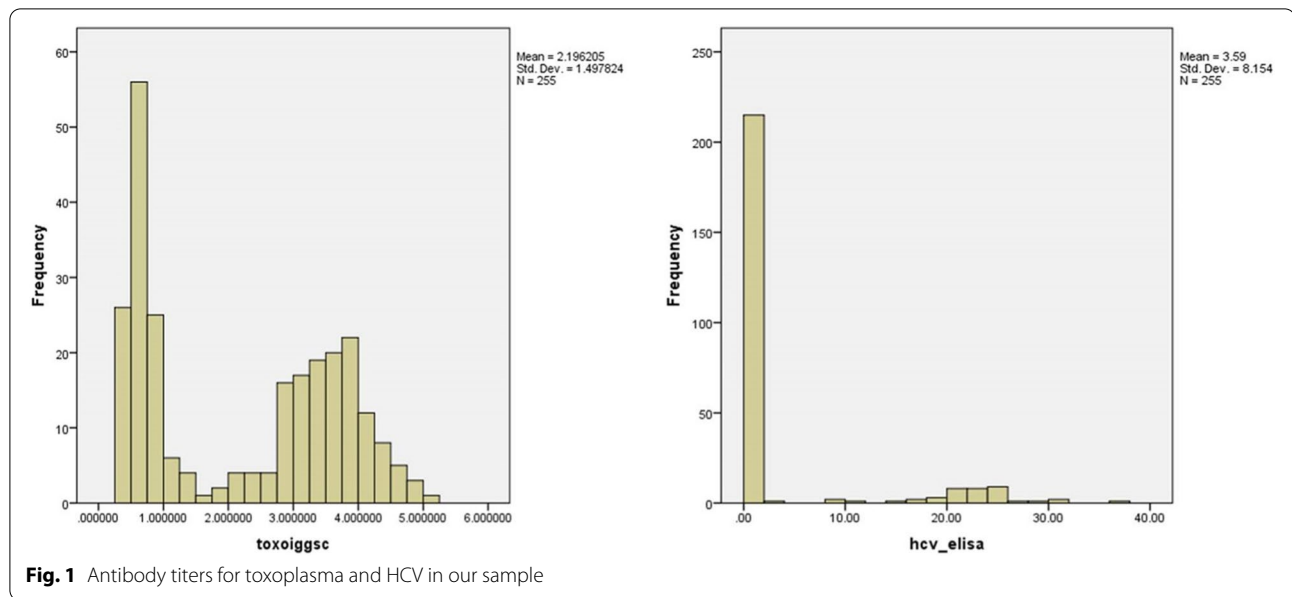 60
50
40
30
20
10
0
Frequency
.000000 1.000000 2.000000 3.000000 4.000000 5.000000 6.000000
toxoiggsc
Mean = 2.196205
Std. Dev. = 1.497824
N = 255
250
200
150
100
50
0
Frequency
.00 10.00 20.00 30.00 40.00
hcv_elisa
Mean = 3.59
Std. Dev. = 8.154
N = 255
Fig. 1 Antibody titers for toxoplasma and HCV in our sample